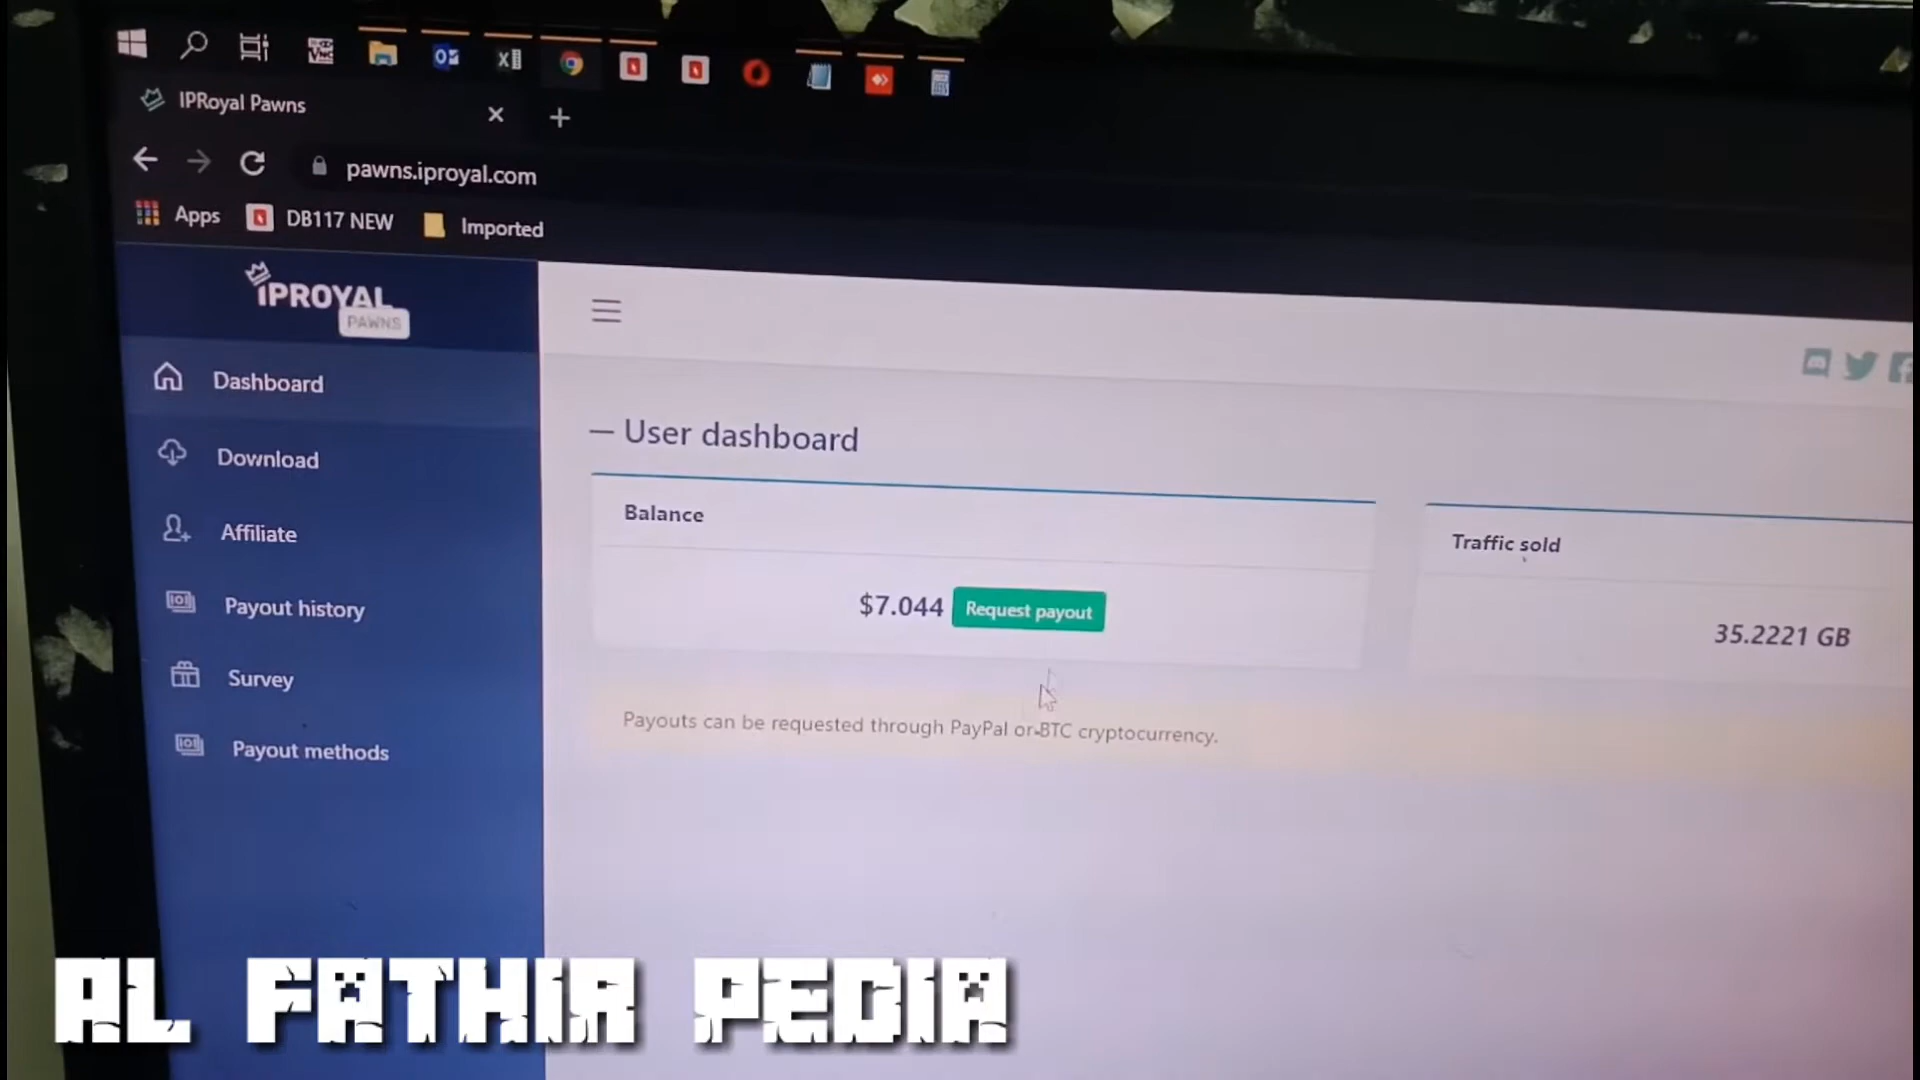 IPRoyal Pawns
pawns.iproyal.com
Apps
DB117 NEW
Imported
IPROYAL
PAWNS
Dashboard
Download
Affiliate
Payout history
Survey
Payout methods
User dashboard
Balance
$7.044
Request payout
Traffic sold
35.2221 GB
Payouts can be requested through PayPal or BTC cryptocurrency.
AL FATHIR PEDIA